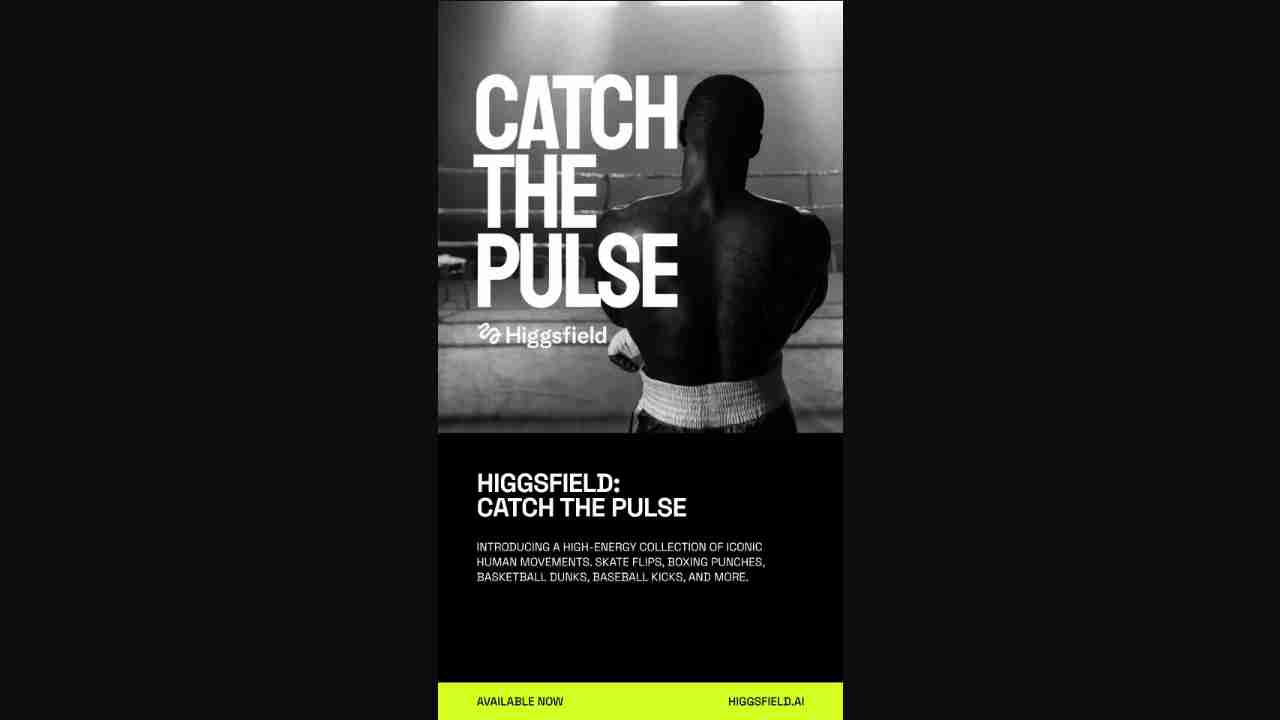 CATCH
THE
PULSE
Higgsfield
HIGGSFIELD:
CATCH THE PULSE
INTRODUCING A HIGH-ENERGY COLLECTION OF ICONIC
HUMAN MOVEMENTS. SKATE FLIPS, BOXING PUNCHES,
BASKETBALL DUNKS, BASEBALL KICKS, AND MORE.
AVAILABLE NOW
HIGGSFIELD.AI